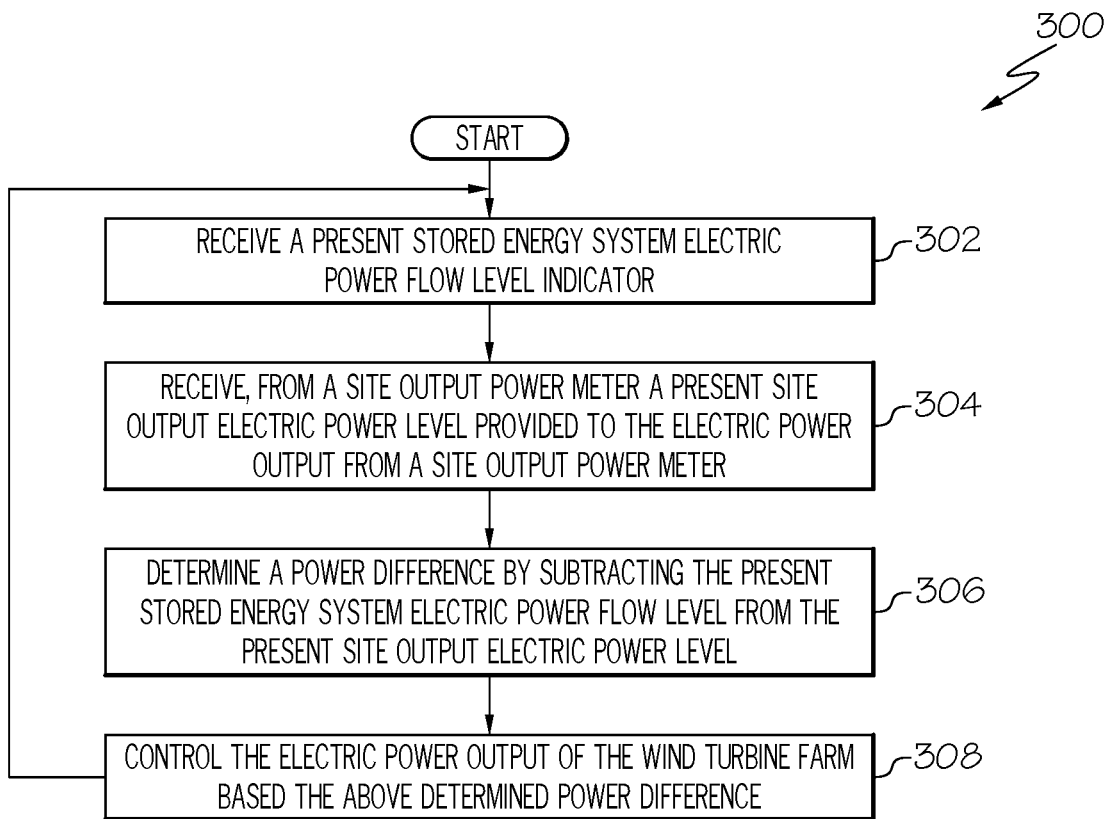 300
START
RECEIVE A PRESENT STORED ENERGY SYSTEM ELECTRIC
POWER FLOW LEVEL INDICATOR
302
RECEIVE, FROM A SITE OUTPUT POWER METER A PRESENT SITE
OUTPUT ELECTRIC POWER LEVEL PROVIDED TO THE ELECTRIC POWER
OUTPUT FROM A SITE OUTPUT POWER METER
304
DETERMINE A POWER DIFFERENCE BY SUBTRACTING THE PRESENT
STORED ENERGY SYSTEM ELECTRIC POWER FLOW LEVEL FROM THE
PRESENT SITE OUTPUT ELECTRIC POWER LEVEL
306
CONTROL THE ELECTRIC POWER OUTPUT OF THE WIND TURBINE FARM
BASED THE ABOVE DETERMINED POWER DIFFERENCE
308